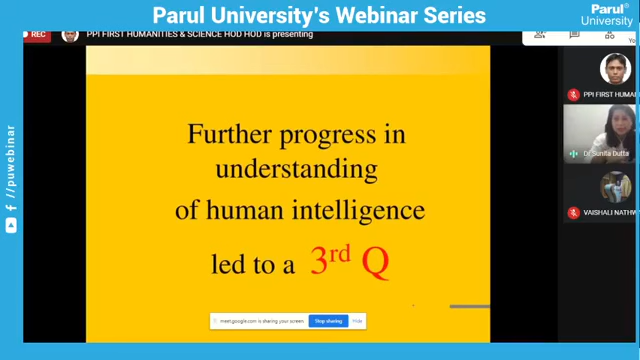 Parul University's Webinar Series
Parul®
University
REC
PPI FIRST HUMANITIES & SCIENCE HOD HOD is presenting
Yo
PPI FIRST HUMA
Further progress in
understanding
of human intelligence
led to a 3rd Q
Dr Sunita Dutta
VAISHALI NATHW
meet.google.com is sharing your screen.
Stop sharing
Hide
//puwebinar